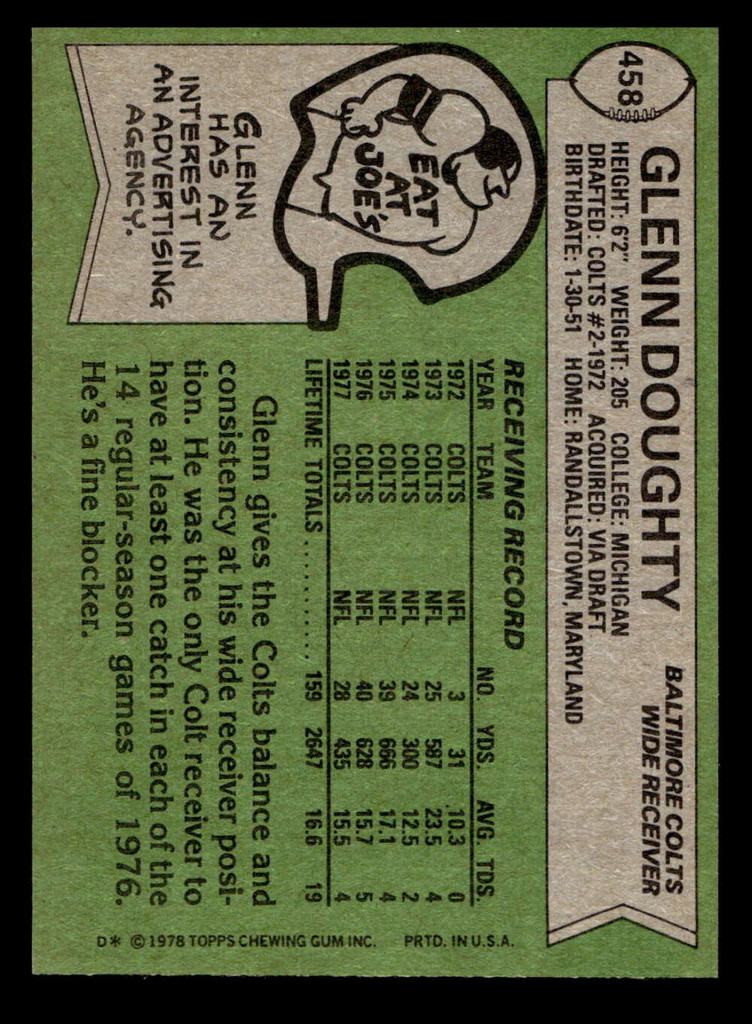 458
GLENN DOUGHTY
BALTIMORE COLTS
WIDE RECEIVER
HEIGHT: 6'2" WEIGHT: 205 COLLEGE: MICHIGAN
DRAFTED: COLTS #2-1972 ACQUIRED: VIA DRAFT
BIRTHDATE: 1-30-51 HOME: RANDALLSTOWN, MARYLAND
EAT
AT
JOE'S
GLENN
HAS AN
INTEREST IN
AN ADVERTISING
AGENCY.
RECEIVING RECORD
YEAR TEAM NO. YDS. AVG. TDS.
1972 COLTS NFL 3 31 10.3 0
1973 COLTS NFL 25 587 23.5 4
1974 COLTS NFL 24 300 12.5 2
1975 COLTS NFL 39 666 17.1 4
1976 COLTS NFL 40 628 15.7 5
1977 COLTS NFL 28 435 15.5 4
LIFETIME TOTALS . . . . . . . . . . . 159 2647 16.6 19
Glenn gives the Colts balance and
consistency at his wide receiver posi-
tion. He was the only Colt receiver to
have at least one catch in each of the
14 regular-season games of 1976.
He's a fine blocker.
D* © 1978 TOPPS CHEWING GUM INC. PRTD. IN U.S.A.